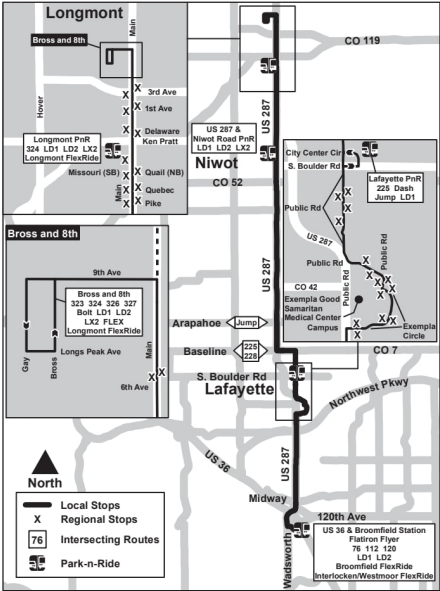 Longmont
Main
Bross and 8th
CO 119
Hover
3rd Ave
1st Ave
Delaware
Ken Pratt
Longmont PnR
324 LD1 LD2 LX2
Longmont FlexRide
Missouri (SB)
Quail (NB)
Main
Quebec
Pike
US 287
US 287 &
Niwot Road PnR
LD1 LD2 LX2
Niwot
CO 52
City Center Cir
S. Boulder Rd
Lafayette PnR
225 Dash
Jump LD1
Public Rd
US 287
Public Rd
Public Rd
CO 42
Public Rd
Exempla Good
Samaritan
Medical Center
Campus
Exempla
Circle
Bross and 8th
9th Ave
Bross and 8th
323 324 326 327
Bolt LD1 LD2
LX2 FLEX
Longmont FlexRide
Main
Gay
Bross
Longs Peak Ave
6th Ave
US 287
Arapahoe
Jump
Baseline
225
228
CO 7
S. Boulder Rd
Lafayette
Northwest Pkwy
US 36
US 287
Midway
120th Ave
Wadsworth
US 36 & Broomfield Station
Flatiron Flyer
76 112 120
LD1 LD2
Broomfield FlexRide
Interlocken/Westmoor FlexRide
North
Local Stops
X Regional Stops
76 Intersecting Routes
Park-n-Ride